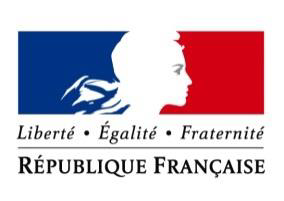 Liberté • Égalité • Fraternité
RÉPUBLIQUE FRANÇAISE